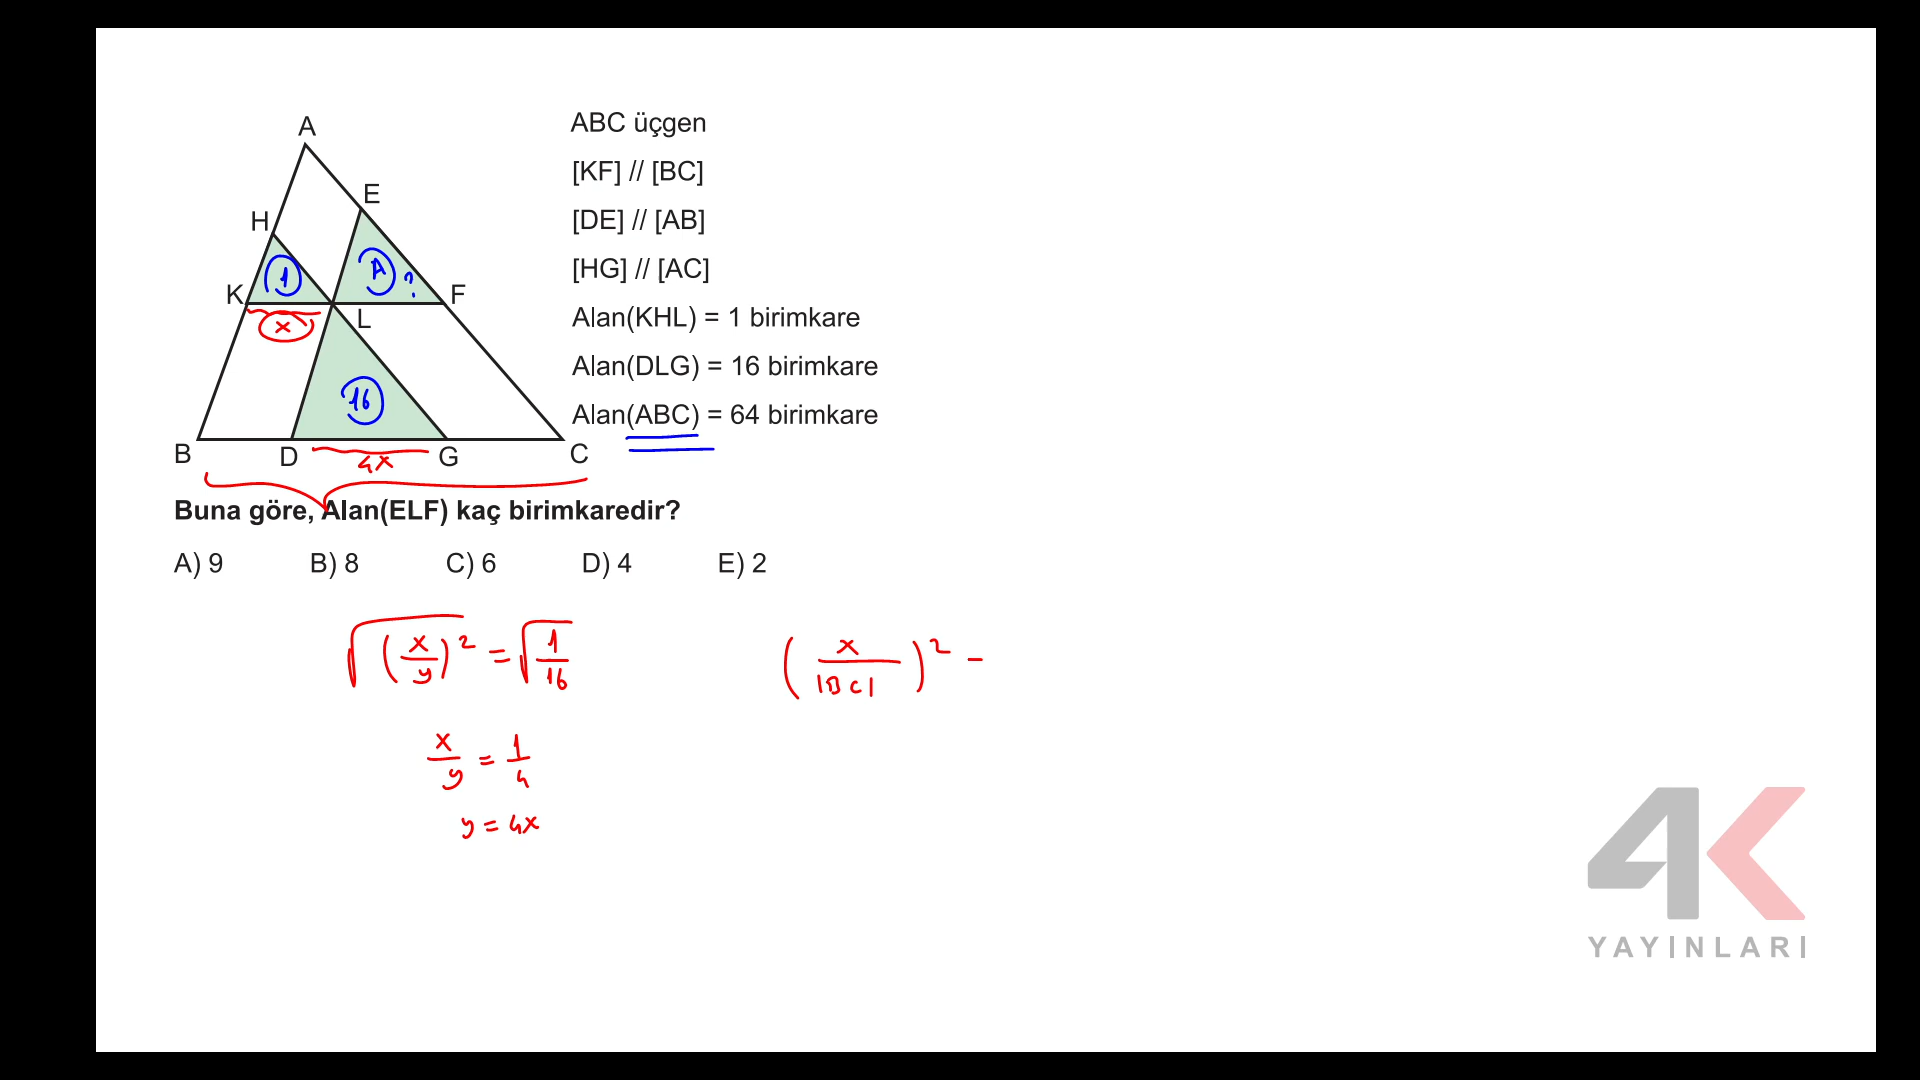 A
E
H
1
A ?
K
F
x
L
16
B
D
4x
G
C
ABC üçgen
[KF] // [BC]
[DE] // [AB]
[HG] // [AC]
Alan(KHL) = 1 birimkare
Alan(DLG) = 16 birimkare
Alan(ABC) = 64 birimkare
Buna göre, Alan(ELF) kaç birimkaredir?
A) 9 B) 8 C) 6 D) 4 E) 2
√(x/y)² = √1/16
x/y = 1/4
y = 4x
(x/|BC|)² =
4K
YAYINLARI